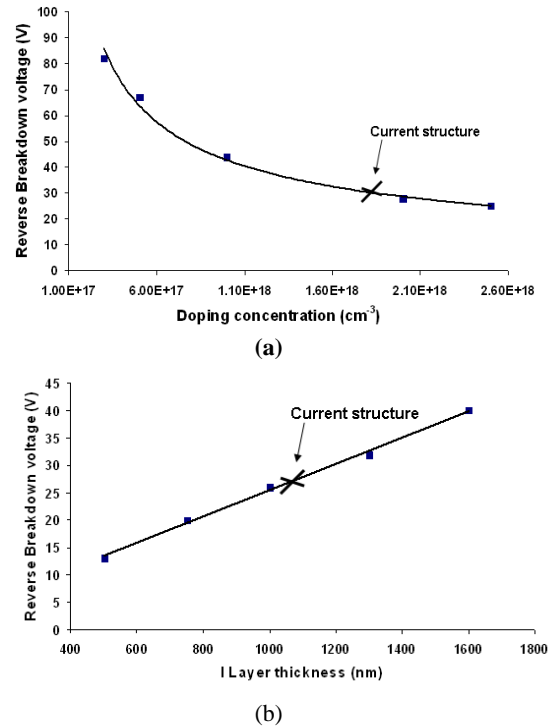 100
90
80
70
60
50
40
30
20
10
0
Reverse Breakdown voltage (V)
Current structure
1.00E+17 6.00E+17 1.10E+18 1.60E+18 2.10E+18 2.60E+18
Doping concentration (cm⁻³)
(a)
45
40
35
30
25
20
15
10
5
0
Reverse Breakdown voltage (V)
Current structure
400 600 800 1000 1200 1400 1600 1800
I Layer thickness (nm)
(b)